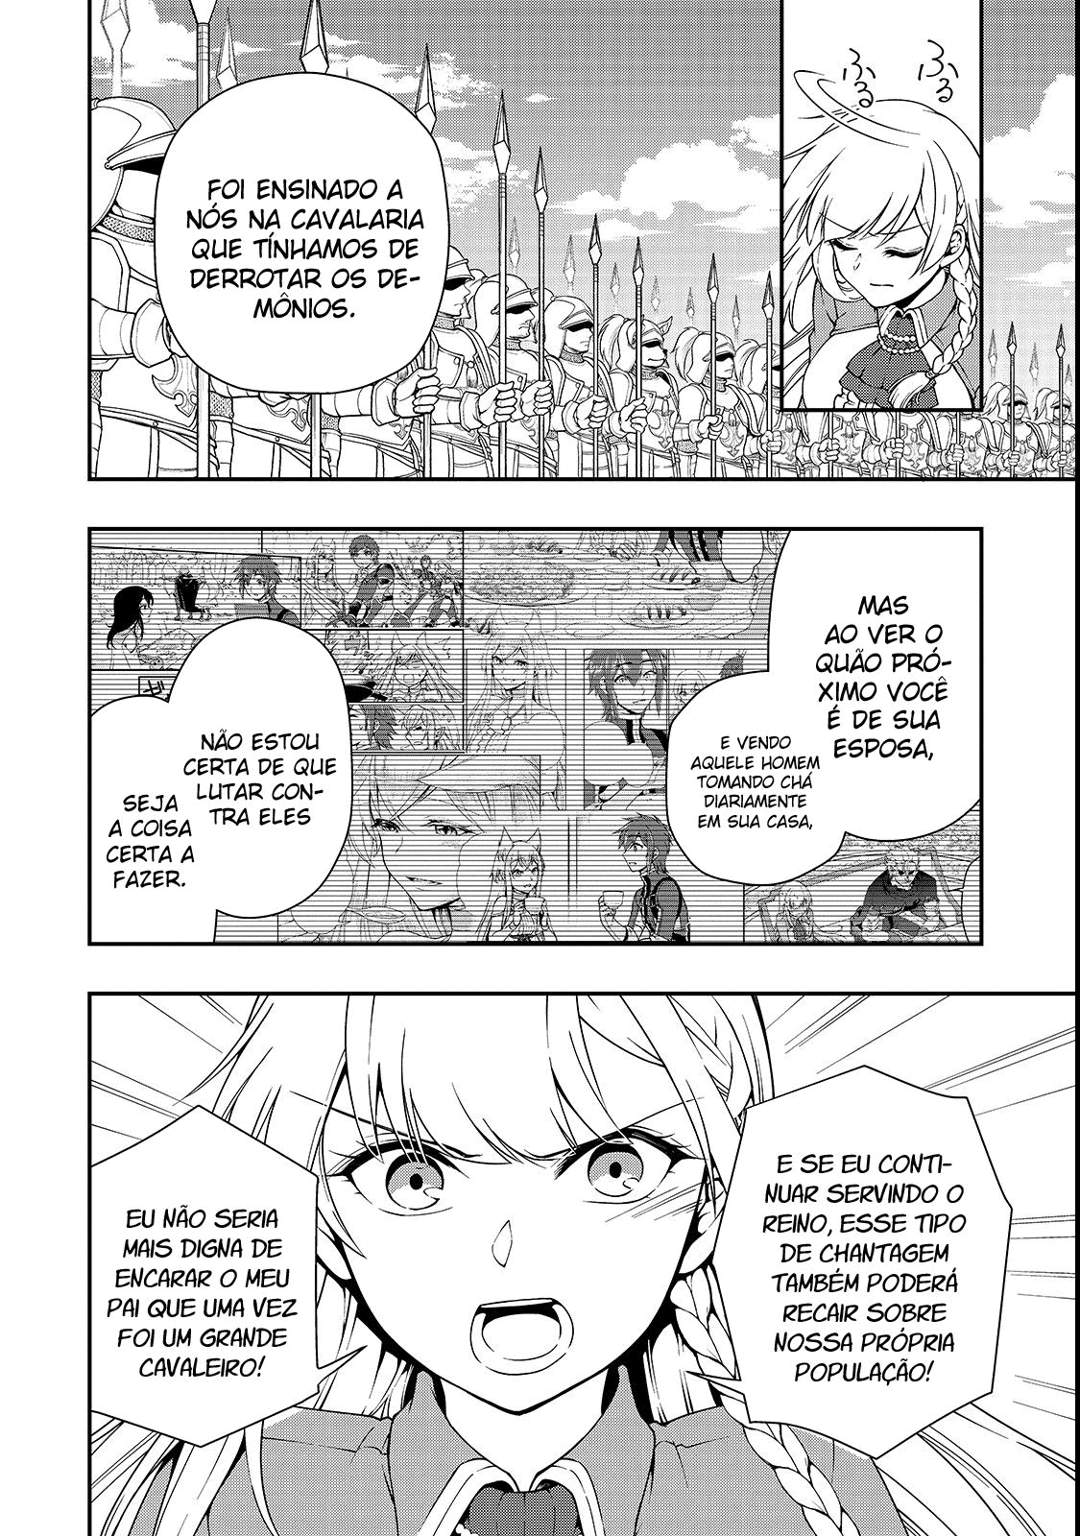 ふる
ふる
FOI ENSINADO A
NÓS NA CAVALARIA
QUE TÍNHAMOS DE
DERROTAR OS DE-
MÔNIOS.
MAS
AO VER O
QUÃO PRÓ-
XIMO VOCÊ
É DE SUA
ESPOSA,
E VENDO
AQUELE HOMEM
TOMANDO CHÁ
DIARIAMENTE
EM SUA CASA,
NÃO ESTOU
CERTA DE QUE
LUTAR CON-
TRA ELES
SEJA
A COISA
CERTA A
FAZER.
E SE EU CONTI-
NUAR SERVINDO O
REINO, ESSE TIPO
DE CHANTAGEM
TAMBÉM PODERÁ
RECAIR SOBRE
NOSSA PRÓPRIA
POPULAÇÃO!
EU NÃO SERIA
MAIS DIGNA DE
ENCARAR O MEU
PAI QUE UMA VEZ
FOI UM GRANDE
CAVALEIRO!